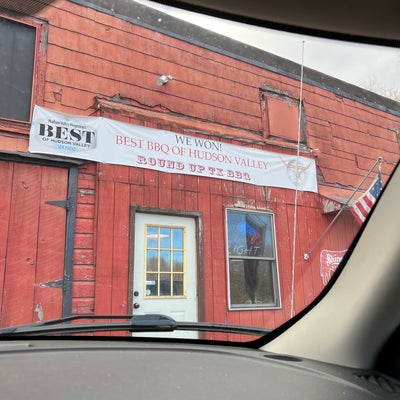 BEST
OF HUDSON VALLEY
WE WON!
BEST BBQ OF HUDSON VALLEY
ROUND UP TX BBQ